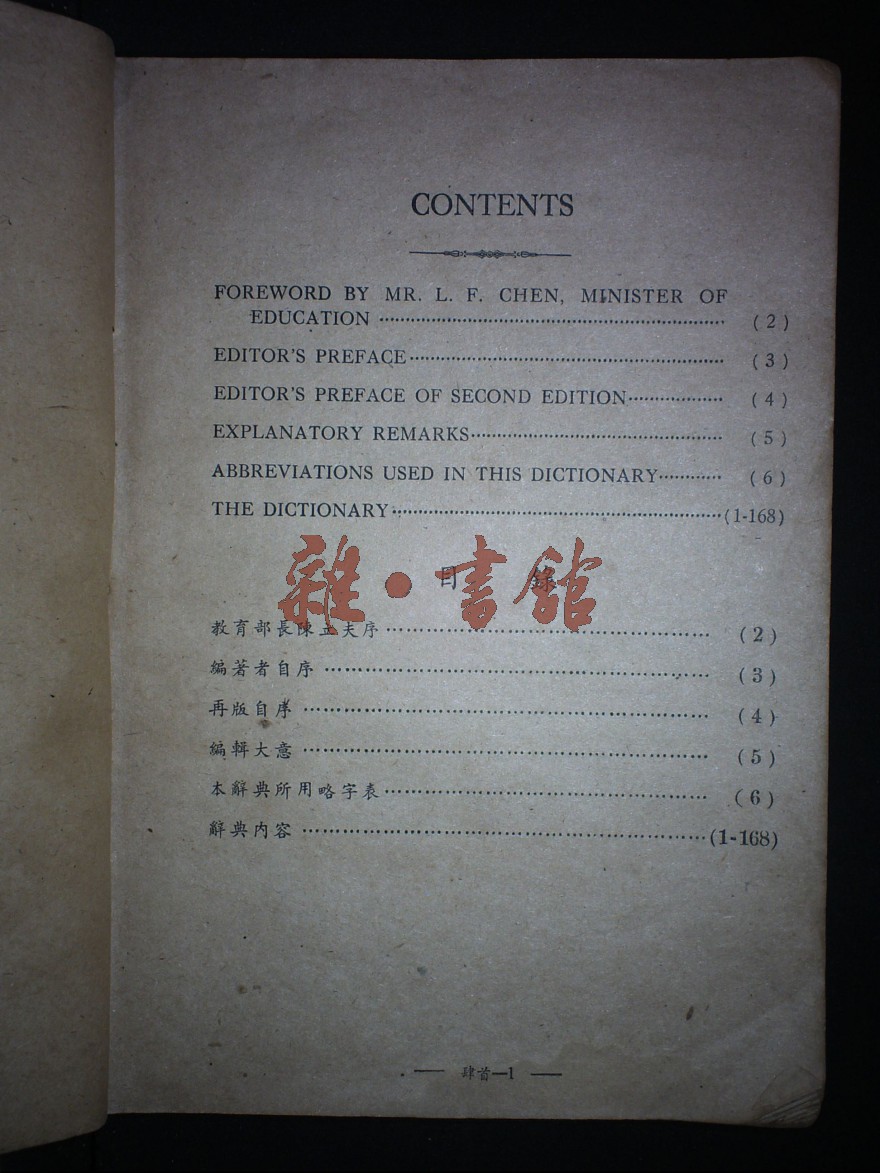 CONTENTS
FOREWORD BY MR. L. F. CHEN, MINISTER OF
EDUCATION ········································ (2)
EDITOR'S PREFACE ········································ (3)
EDITOR'S PREFACE OF SECOND EDITION ·················· (4)
EXPLANATORY REMARKS ········································ (5)
ABBREVIATIONS USED IN THIS DICTIONARY ············ (6)
THE DICTIONARY ········································ (1-168)
目錄
雜·書館
教育部長陳立夫序 ········································ (2)
編著者自序 ········································ (3)
再版自序 ········································ (4)
編輯大意 ········································ (5)
本辭典所用略字表 ········································ (6)
辭典內容 ········································ (1-168)
— 肆首—1 —